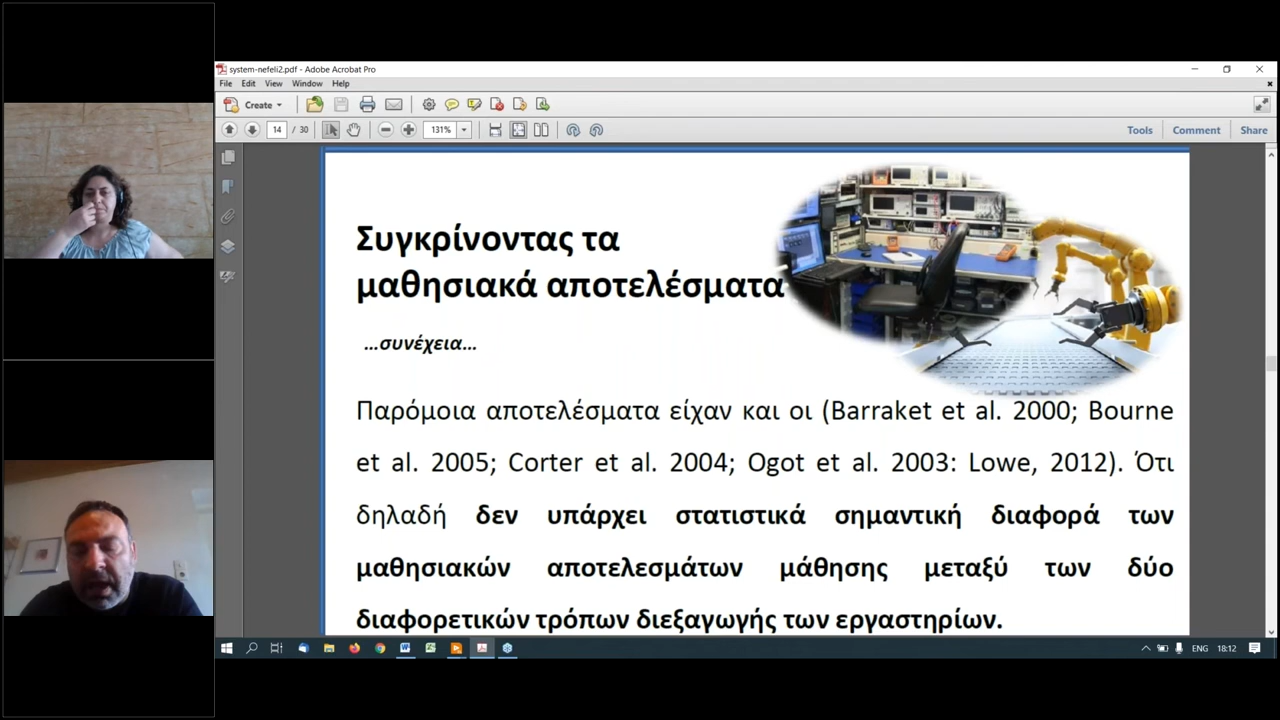 system-nefeli2.pdf - Adobe Acrobat Pro
File Edit View Window Help
Create
14 / 30
131%
Tools Comment Share
Συγκρίνοντας τα
μαθησιακά αποτελέσματα
...συνέχεια...
Παρόμοια αποτελέσματα είχαν και οι (Barraket et al. 2000; Bourne
et al. 2005; Corter et al. 2004; Ogot et al. 2003: Lowe, 2012). Ότι
δηλαδή δεν υπάρχει στατιστικά σημαντική διαφορά των
μαθησιακών αποτελεσμάτων μάθησης μεταξύ των δύο
διαφορετικών τρόπων διεξαγωγής των εργαστηρίων.
ENG 18:12